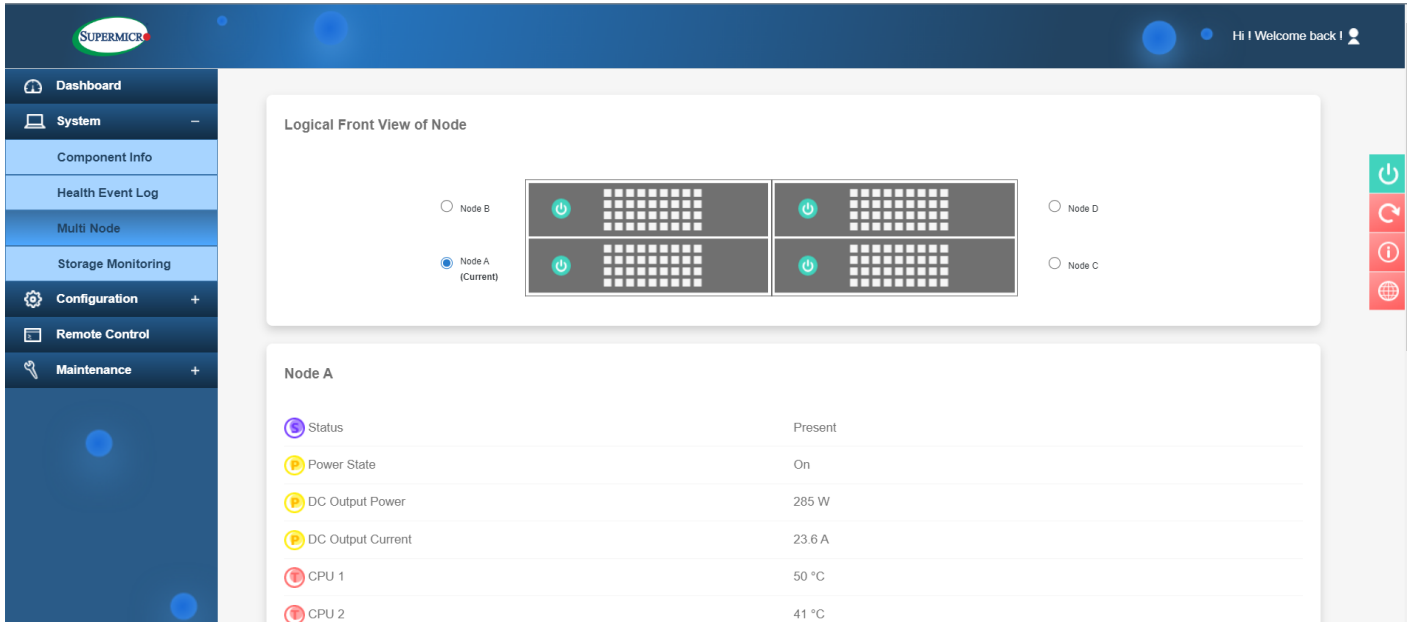 SUPERMICR
Hi ! Welcome back !
Dashboard
System −
Component Info
Health Event Log
Multi Node
Storage Monitoring
Configuration +
Remote Control
Maintenance +
Logical Front View of Node
Node B
Node D
Node A
(Current)
Node C
Node A
S Status Present
P Power State On
P DC Output Power 285 W
P DC Output Current 23.6 A
T CPU 1 50 °C
T CPU 2 41 °C